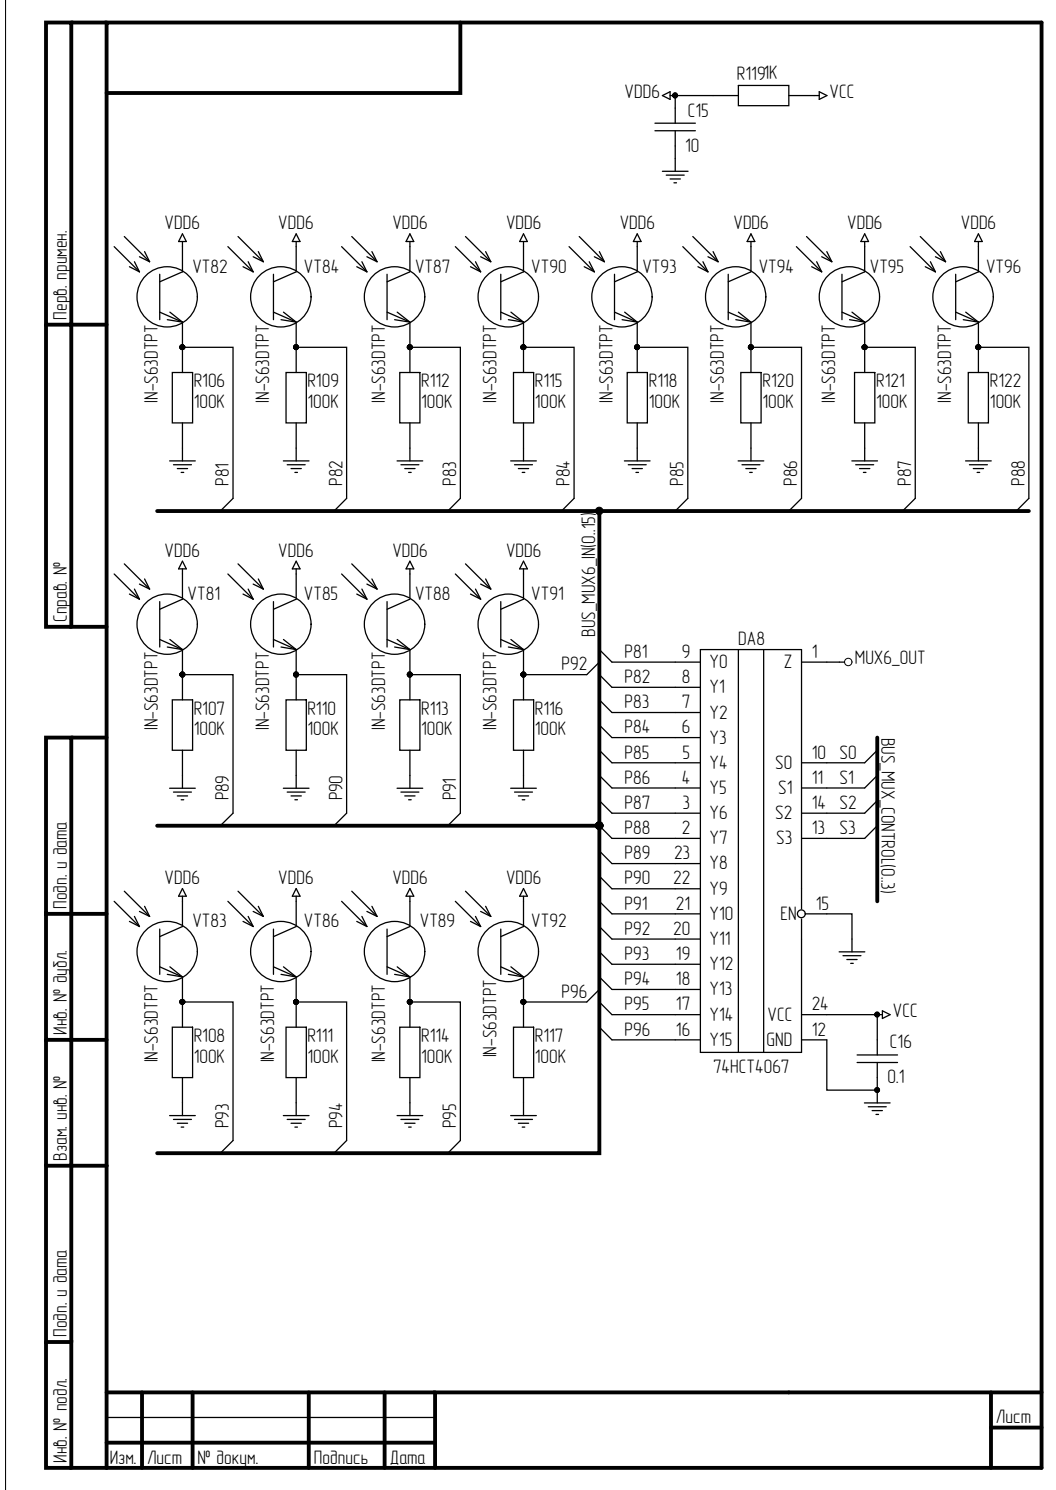 R119 1K
VDD6 VCC
C15
10
VDD6 VDD6 VDD6 VDD6 VDD6 VDD6 VDD6 VDD6
VT82 VT84 VT87 VT90 VT93 VT94 VT95 VT96
IN-S63DTPT IN-S63DTPT IN-S63DTPT IN-S63DTPT IN-S63DTPT IN-S63DTPT IN-S63DTPT IN-S63DTPT
R106 R109 R112 R115 R118 R120 R121 R122
100K 100K 100K 100K 100K 100K 100K 100K
P81 P82 P83 P84 P85 P86 P87 P88
BUS_MUX6_IN(0..15)
VDD6 VDD6 VDD6 VDD6
VT81 VT85 VT88 VT91
IN-S63DTPT IN-S63DTPT IN-S63DTPT IN-S63DTPT
P92
R107 R110 R113 R116
100K 100K 100K 100K
P89 P90 P91
VDD6 VDD6 VDD6 VDD6
VT83 VT86 VT89 VT92
IN-S63DTPT IN-S63DTPT IN-S63DTPT IN-S63DTPT
P96
R108 R111 R114 R117
100K 100K 100K 100K
P93 P94 P95
DA8
P81 9 Y0 Z 1 MUX6_OUT
P82 8 Y1
P83 7 Y2
P84 6 Y3
P85 5 Y4 S0 10 S0
P86 4 Y5 S1 11 S1
P87 3 Y6 S2 14 S2
P88 2 Y7 S3 13 S3
BUS_MUX_CONTROL(0..3)
P89 23 Y8
P90 22 Y9
P91 21 Y10 EN 15
P92 20 Y11
P93 19 Y12
P94 18 Y13
P95 17 Y14 VCC 24 VCC
P96 16 Y15 GND 12
C16
0.1
74HCT4067
Перв. примен.
Справ. №
Подп. и дата
Инв. № дубл.
Взам. инв. №
Подп. и дата
Инв. № подл.
Изм. Лист № докум. Подпись Дата
Лист